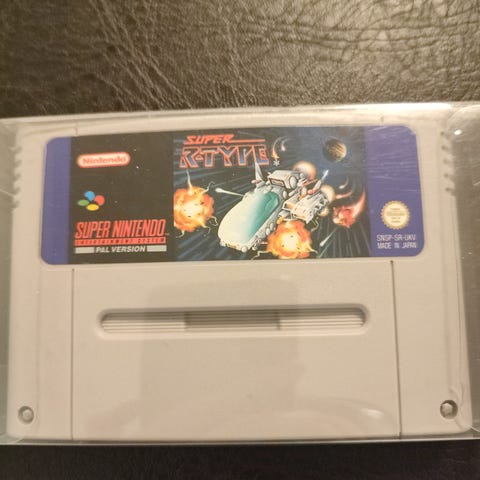 Nintendo
SUPER
R-TYPE
SUPER NINTENDO
ENTERTAINMENT SYSTEM
PAL VERSION
SNSP-SR-UKV
MADE IN JAPAN